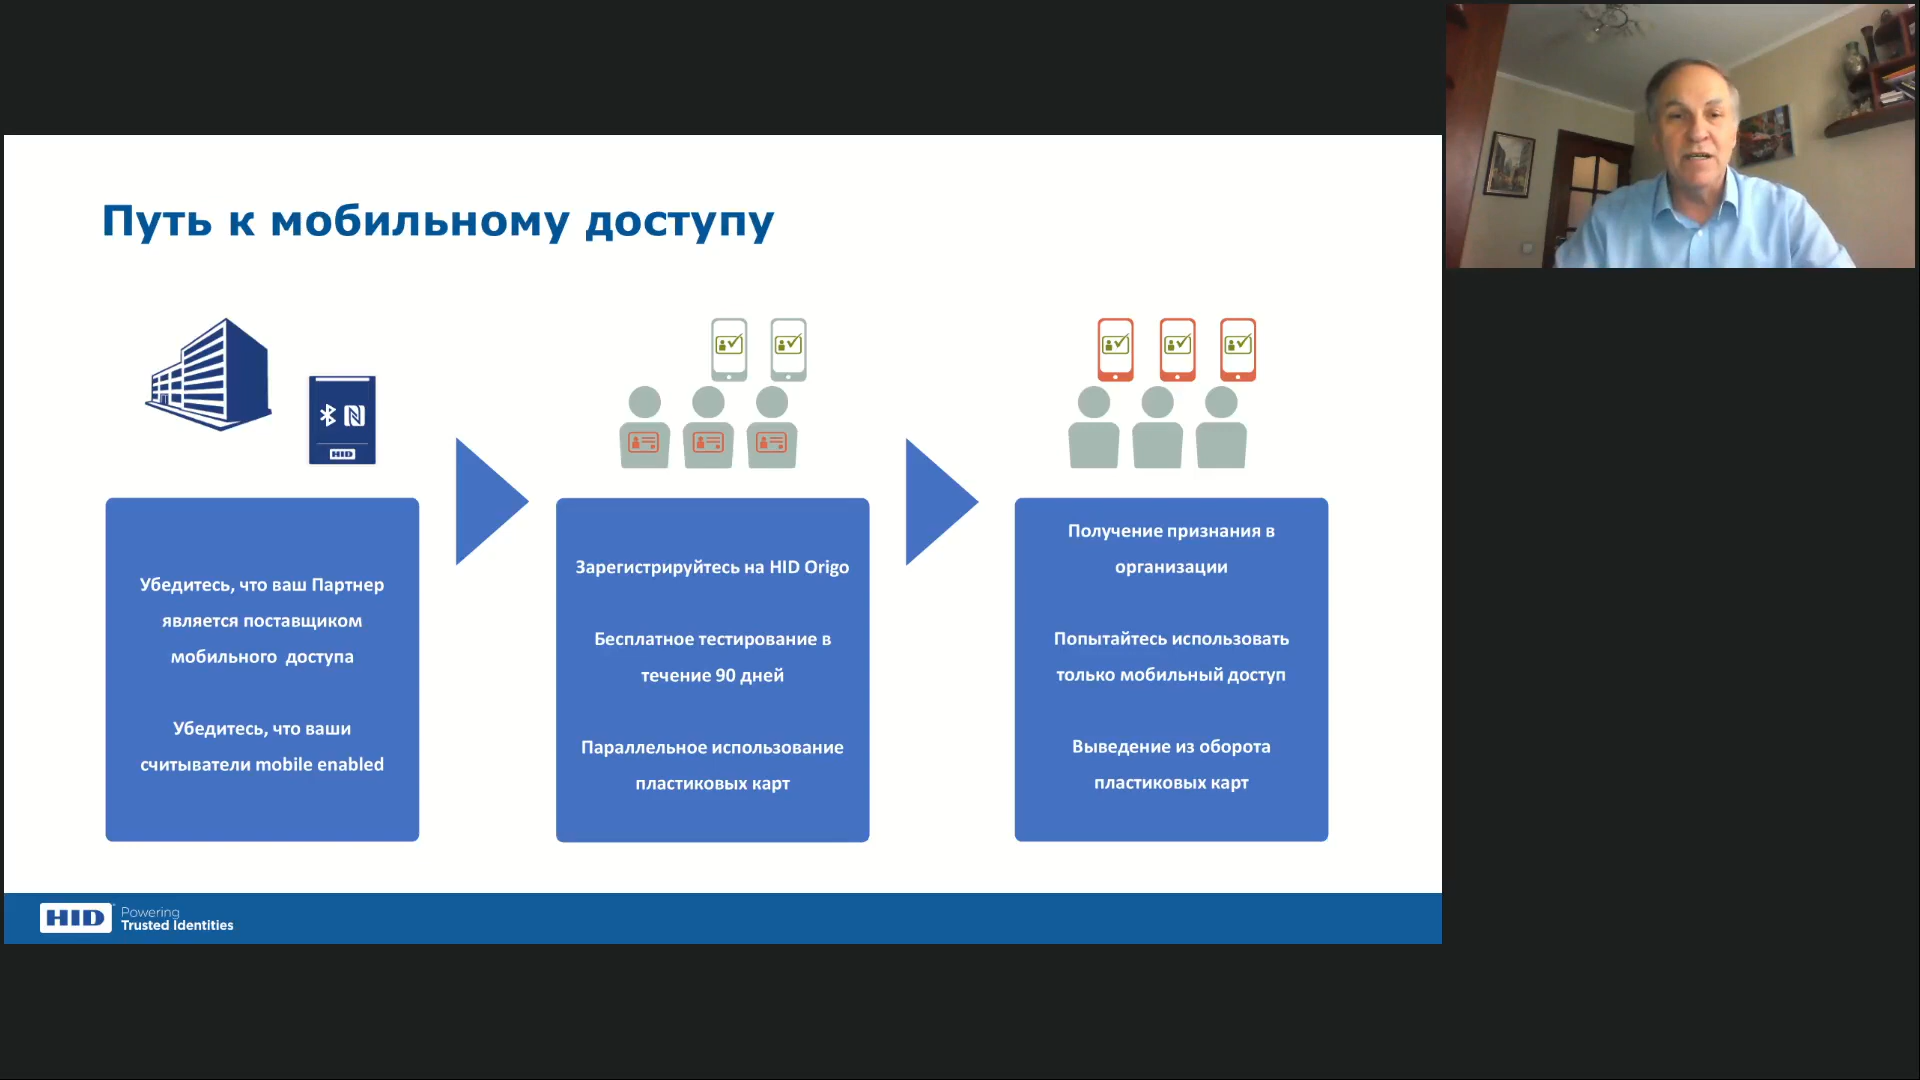 Путь к мобильному доступу
HID
Убедитесь, что ваш Партнер
является поставщиком
мобильного доступа
Убедитесь, что ваши
считыватели mobile enabled
Зарегистрируйтесь на HID Origo
Бесплатное тестирование в
течение 90 дней
Параллельное использование
пластиковых карт
Получение признания в
организации
Попытайтесь использовать
только мобильный доступ
Выведение из оборота
пластиковых карт
HID
Powering
Trusted Identities